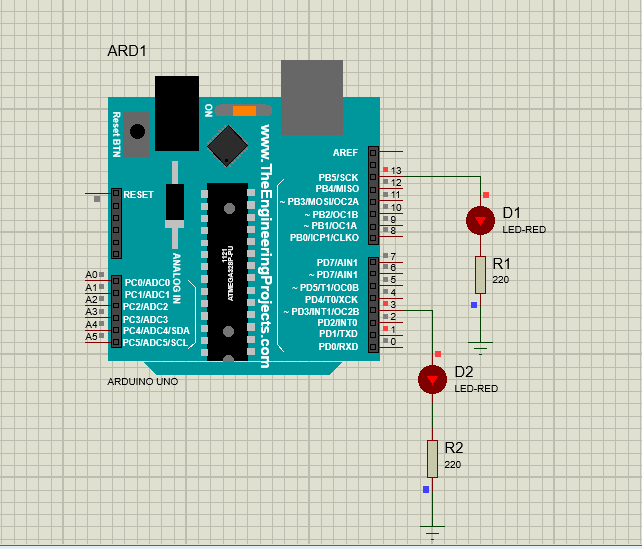 ARD1
Reset BTN
ON
www.TheEngineeringProjects.com
RESET
AREF
PB5/SCK 13
PB4/MISO 12
~ PB3/MOSI/OC2A 11
~ PB2/OC1B 10
~ PB1/OC1A 9
PB0/ICP1/CLKO 8
PD7/AIN1 7
~ PD7/AIN1 6
~ PD5/T1/OC0B 5
PD4/T0/XCK 4
~ PD3/INT1/OC2B 3
PD2/INT0 2
PD1/TXD 1
PD0/RXD 0
ANALOG IN
1121
ATMEGA328P-PU
A0 PC0/ADC0
A1 PC1/ADC1
A2 PC2/ADC2
A3 PC3/ADC3
A4 PC4/ADC4/SDA
A5 PC5/ADC5/SCL
ARDUINO UNO
D1
LED-RED
R1
220
D2
LED-RED
R2
220